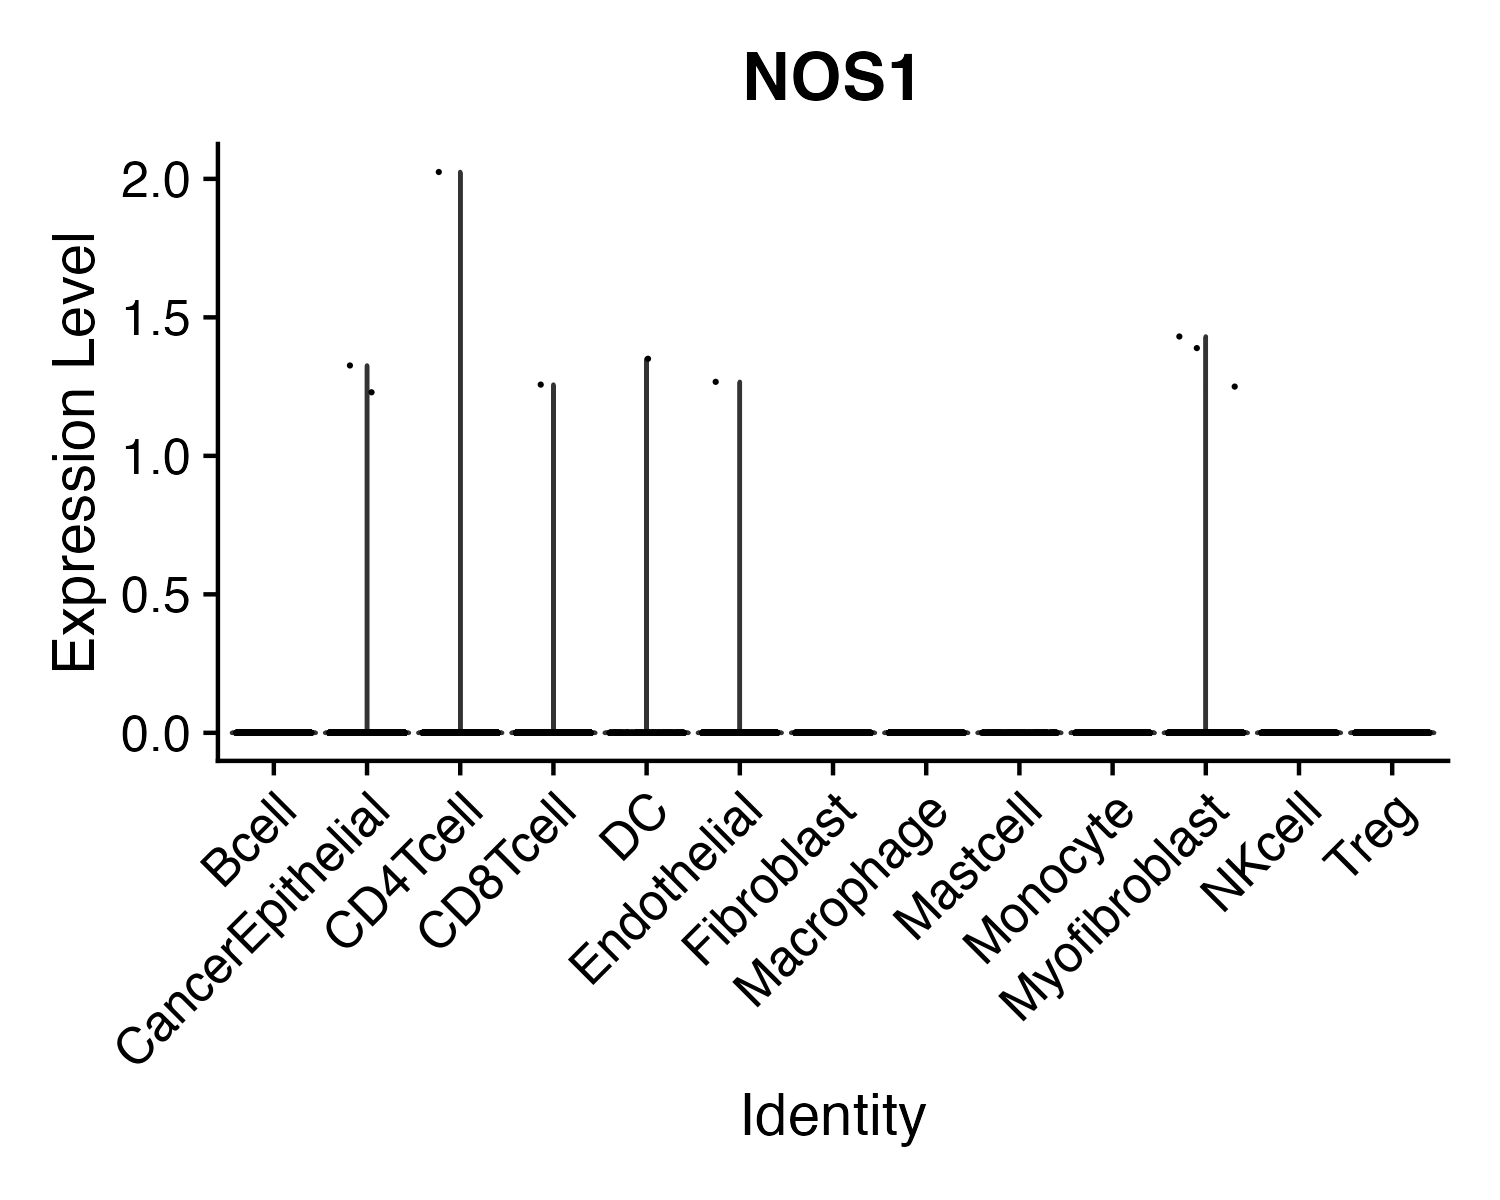 NOS1
Expression Level
2.0
1.5
1.0
0.5
0.0
Bcell
CancerEpithelial
CD4Tcell
CD8Tcell
DC
Endothelial
Fibroblast
Macrophage
Mastcell
Monocyte
Myofibroblast
NKcell
Treg
Identity